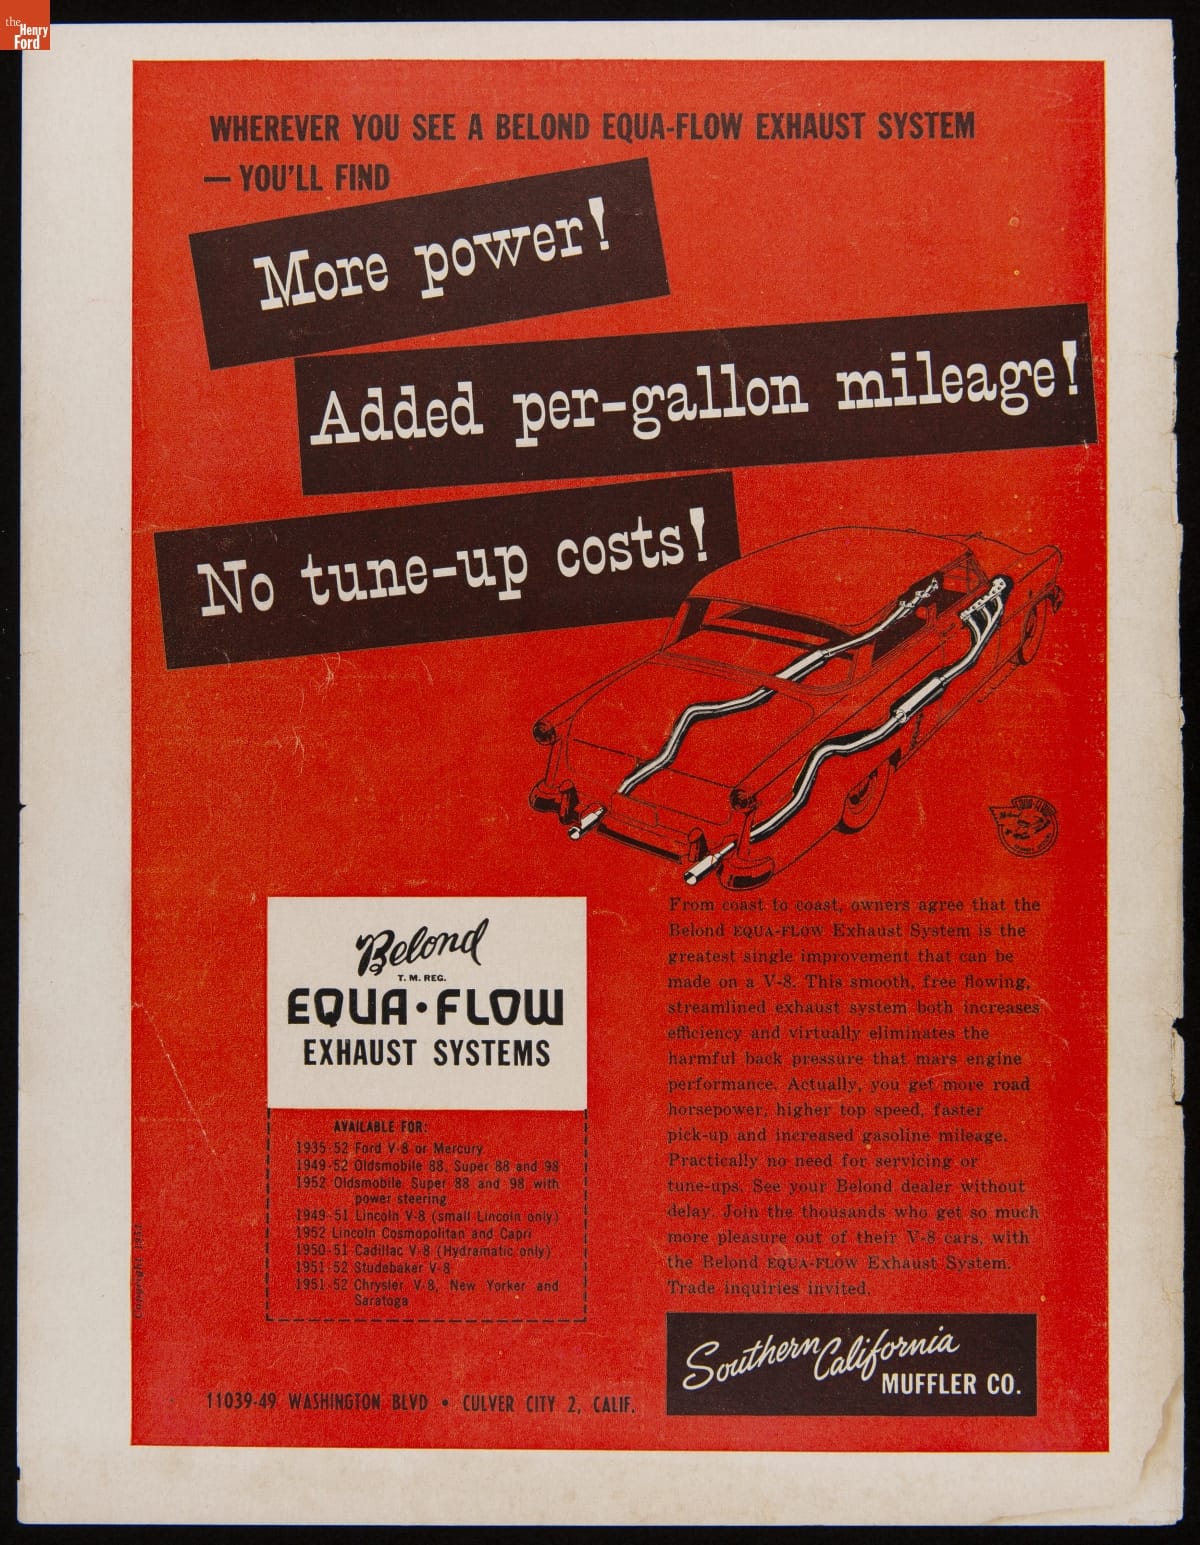 the
Henry
Ford
WHEREVER YOU SEE A BELOND EQUA-FLOW EXHAUST SYSTEM
— YOU'LL FIND
More power!
Added per-gallon mileage!
No tune-up costs!
Belond
T. M. REG.
EQUA•FLOW
EXHAUST SYSTEMS
AVAILABLE FOR:
1935-52 Ford V-8 or Mercury
1949-52 Oldsmobile 88, Super 88 and 98
1952 Oldsmobile Super 88 and 98 with
power steering
1949-51 Lincoln V-8 (small Lincoln only)
1952 Lincoln Cosmopolitan and Capri
1950-51 Cadillac V-8 (Hydramatic only)
1951-52 Studebaker V-8
1951-52 Chrysler V-8, New Yorker and
Saratoga
From coast to coast, owners agree that the
Belond EQUA-FLOW Exhaust System is the
greatest single improvement that can be
made on a V-8. This smooth, free flowing,
streamlined exhaust system both increases
efficiency and virtually eliminates the
harmful back pressure that mars engine
performance. Actually, you get more road
horsepower, higher top speed, faster
pick-up and increased gasoline mileage.
Practically no need for servicing or
tune-ups. See your Belond dealer without
delay. Join the thousands who get so much
more pleasure out of their V-8 cars, with
the Belond EQUA-FLOW Exhaust System.
Trade inquiries invited.
Copyright
11039-49 WASHINGTON BLVD • CULVER CITY 2, CALIF.
Southern California
MUFFLER CO.